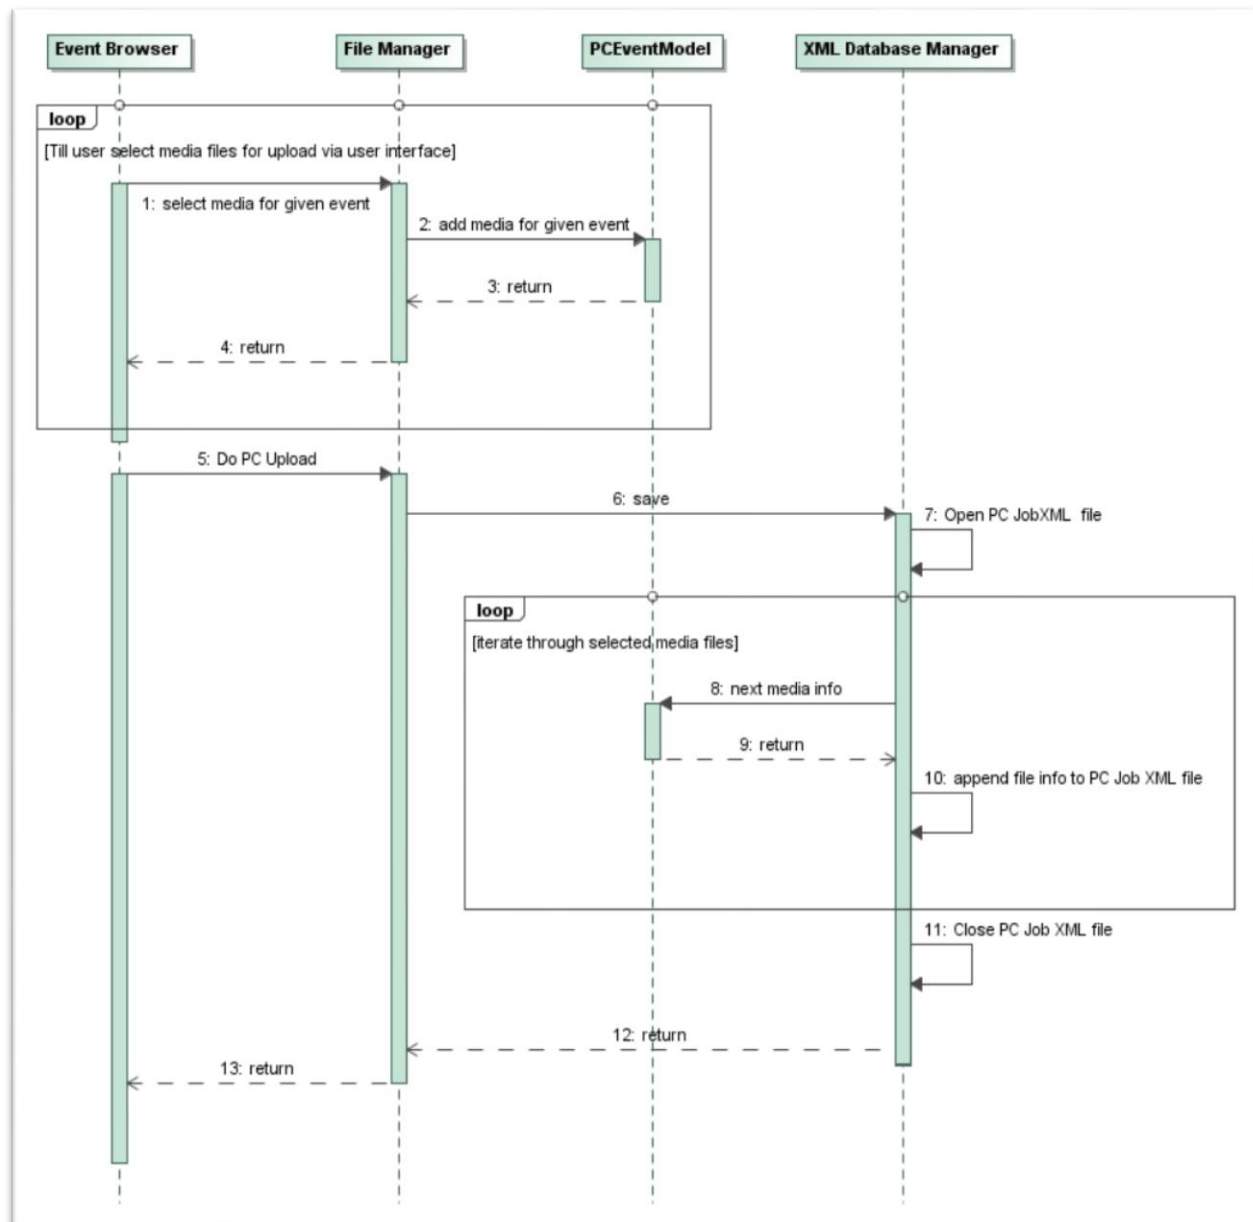 Event Browser
File Manager
PCEventModel
XML Database Manager
loop
[Till user select media files for upload via user interface]
1: select media for given event
2: add media for given event
3: return
4: return
5: Do PC Upload
6: save
7: Open PC JobXML file
loop
[iterate through selected media files]
8: next media info
9: return
10: append file info to PC Job XML file
11: Close PC Job XML file
12: return
13: return